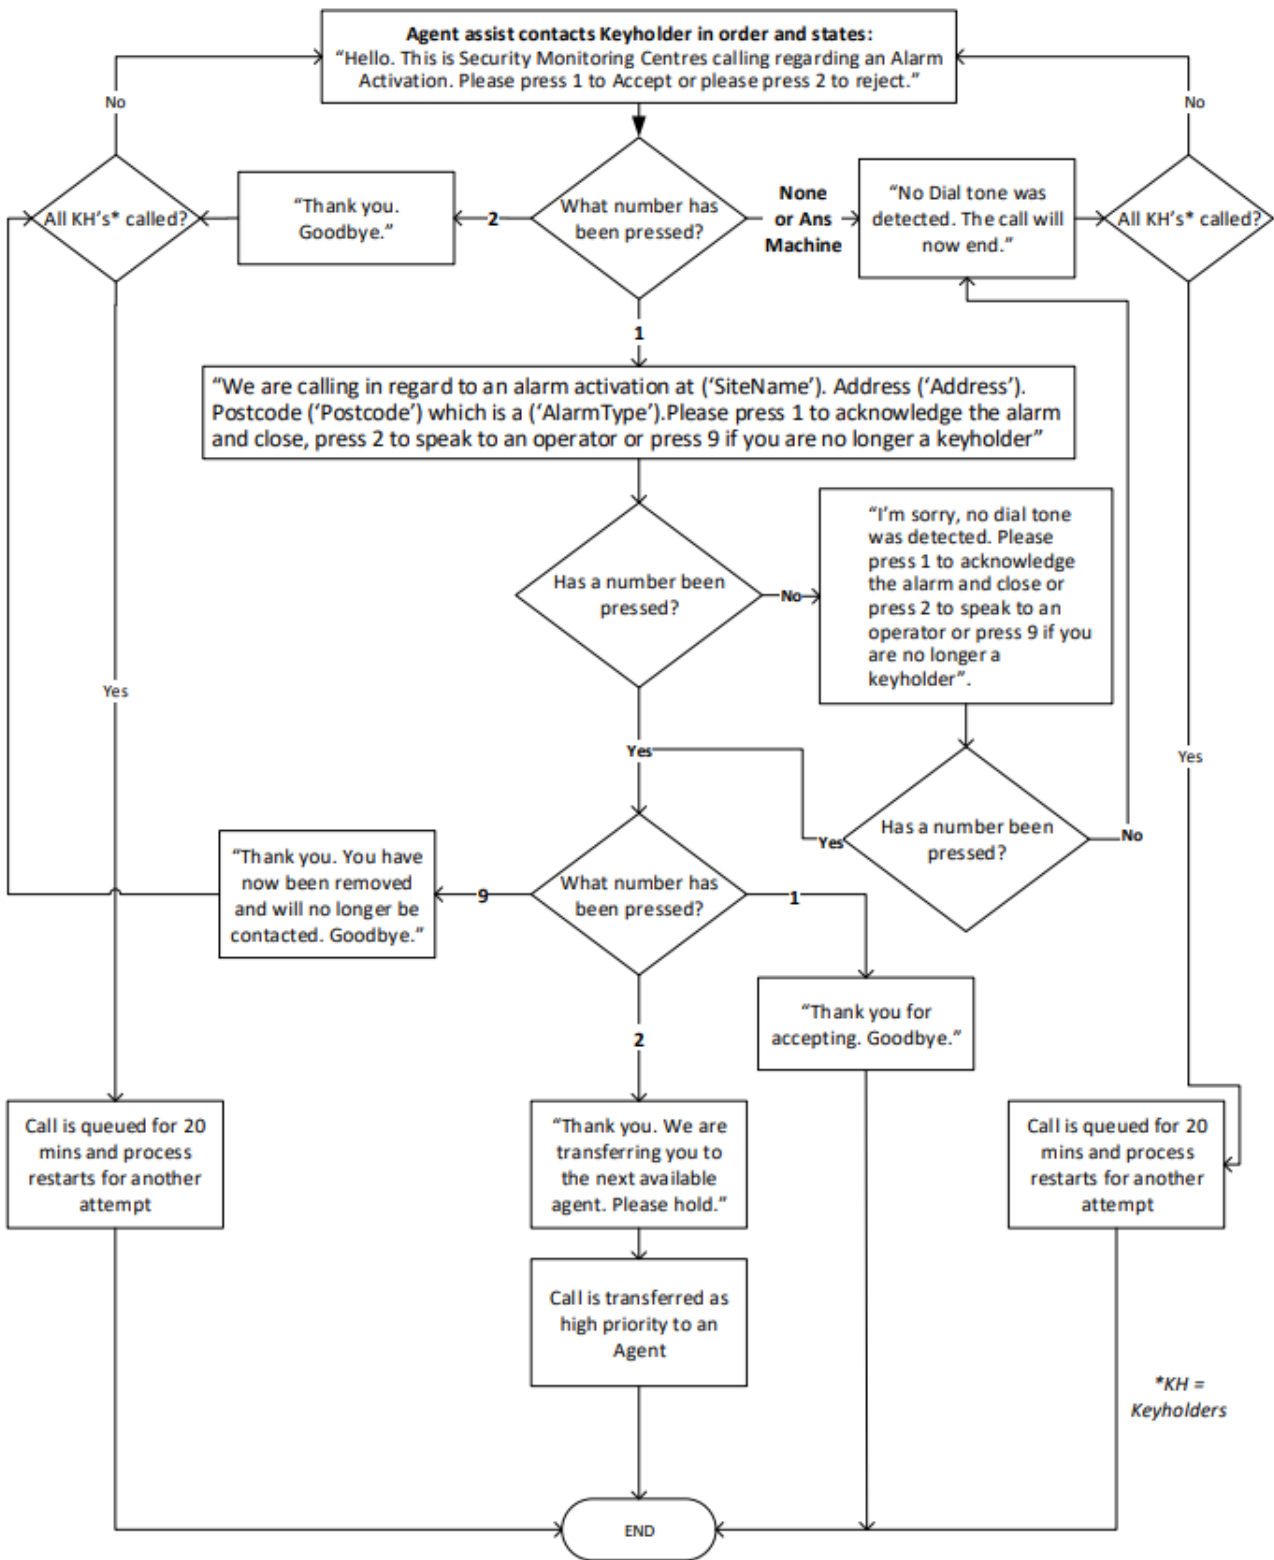 Agent assist contacts Keyholder in order and states:
“Hello. This is Security Monitoring Centres calling regarding an Alarm
Activation. Please press 1 to Accept or please press 2 to reject.”
No
No
All KH’s* called?
“Thank you.
Goodbye.”
2
What number has
been pressed?
None
or Ans
Machine
“No Dial tone was
detected. The call will
now end.”
All KH’s* called?
1
“We are calling in regard to an alarm activation at (‘SiteName’). Address (‘Address’).
Postcode (‘Postcode’) which is a (‘AlarmType’).Please press 1 to acknowledge the alarm
and close, press 2 to speak to an operator or press 9 if you are no longer a keyholder”
Has a number been
pressed?
No
“I’m sorry, no dial tone
was detected. Please
press 1 to acknowledge
the alarm and close or
press 2 to speak to an
operator or press 9 if you
are no longer a
keyholder”.
Yes
Yes
Yes
Yes
Has a number been
pressed?
No
“Thank you. You have
now been removed
and will no longer be
contacted. Goodbye.”
9
What number has
been pressed?
1
2
“Thank you for
accepting. Goodbye.”
Call is queued for 20
mins and process
restarts for another
attempt
“Thank you. We are
transferring you to
the next available
agent. Please hold.”
Call is queued for 20
mins and process
restarts for another
attempt
Call is transferred as
high priority to an
Agent
*KH =
Keyholders
END